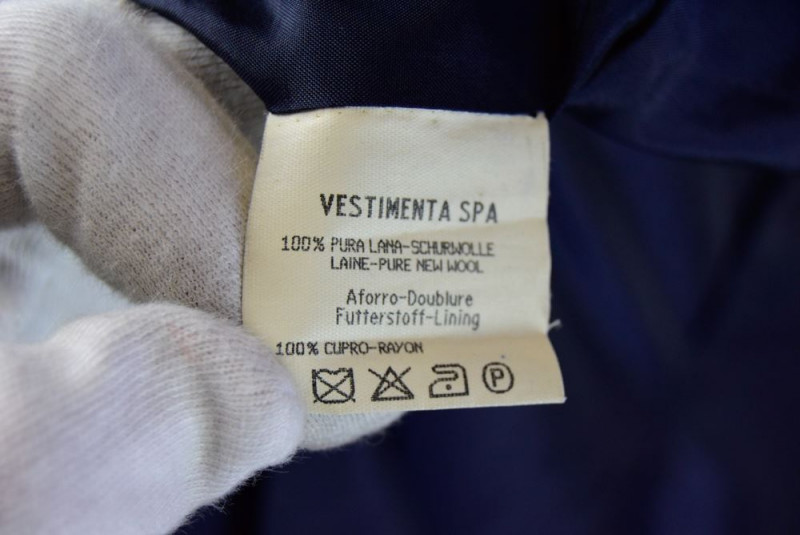 VESTIMENTA SPA
100% PURA LANA-SCHURWOLLE
LAINE-PURE NEW WOOL
Aforro-Doublure
Futterstoff-Lining
100% CUPRO-RAYON
P